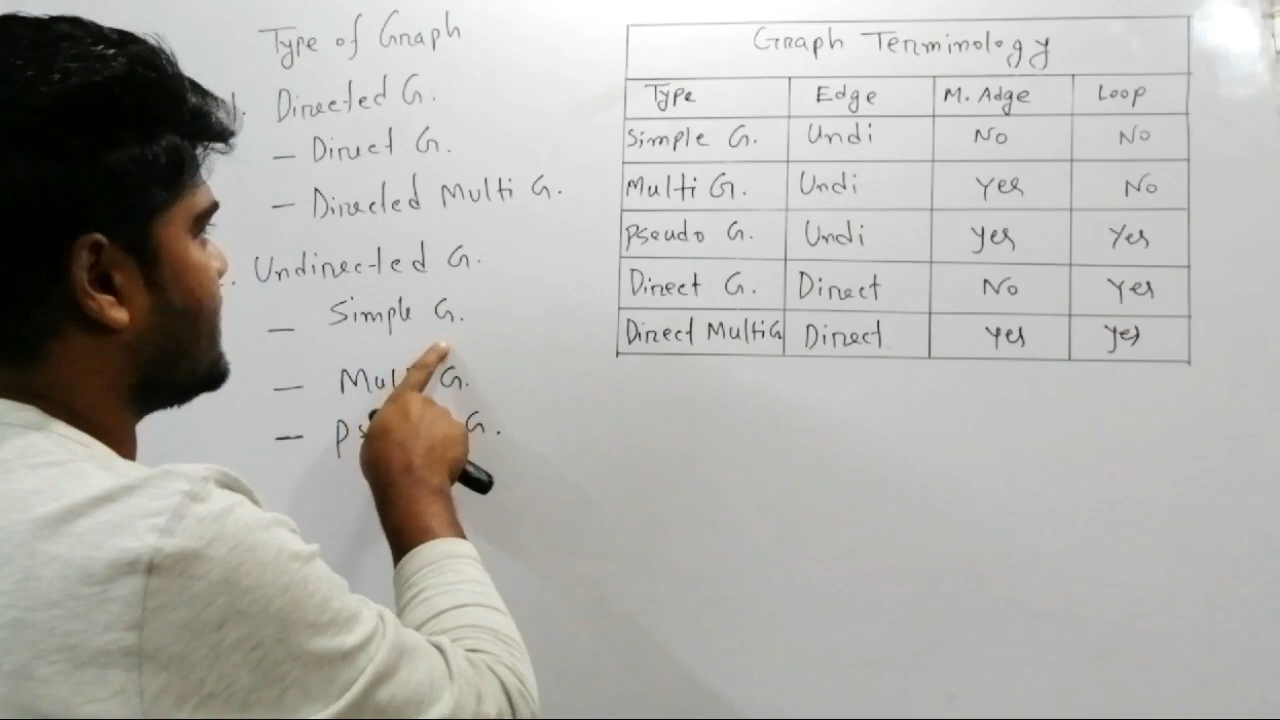 Type of Graph
Directed G.
– Direct G.
– Directed Multi G.
Undirected G.
– Simple G.
– G.
– G.
Graph Terminology
Type Edge M. Adge Loop
Simple G. Undi No No
Multi G. Undi Yes No
Pseudo G. Undi Yes Yes
Direct G. Direct No Yes
Direct Multi G Direct Yes Yes